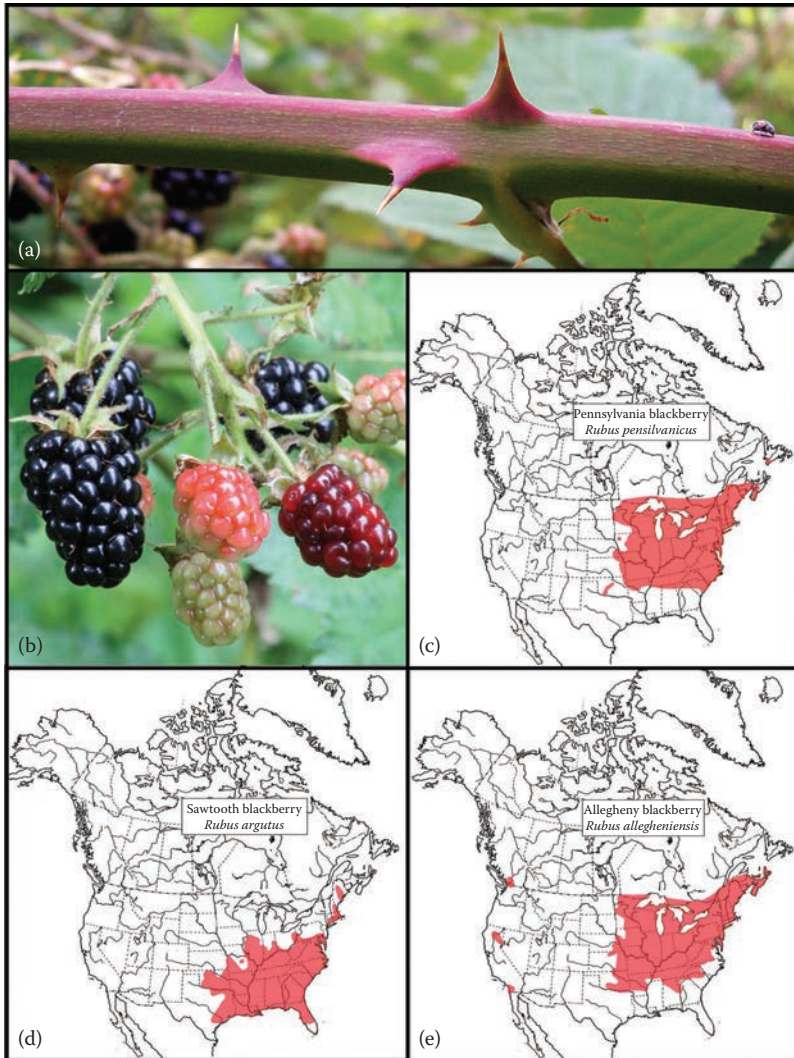 (a)
(b)
Pennsylvania blackberry
Rubus pensilvanicus
(c)
Sawtooth blackberry
Rubus argutus
(d)
Allegheny blackberry
Rubus allegheniensis
(e)